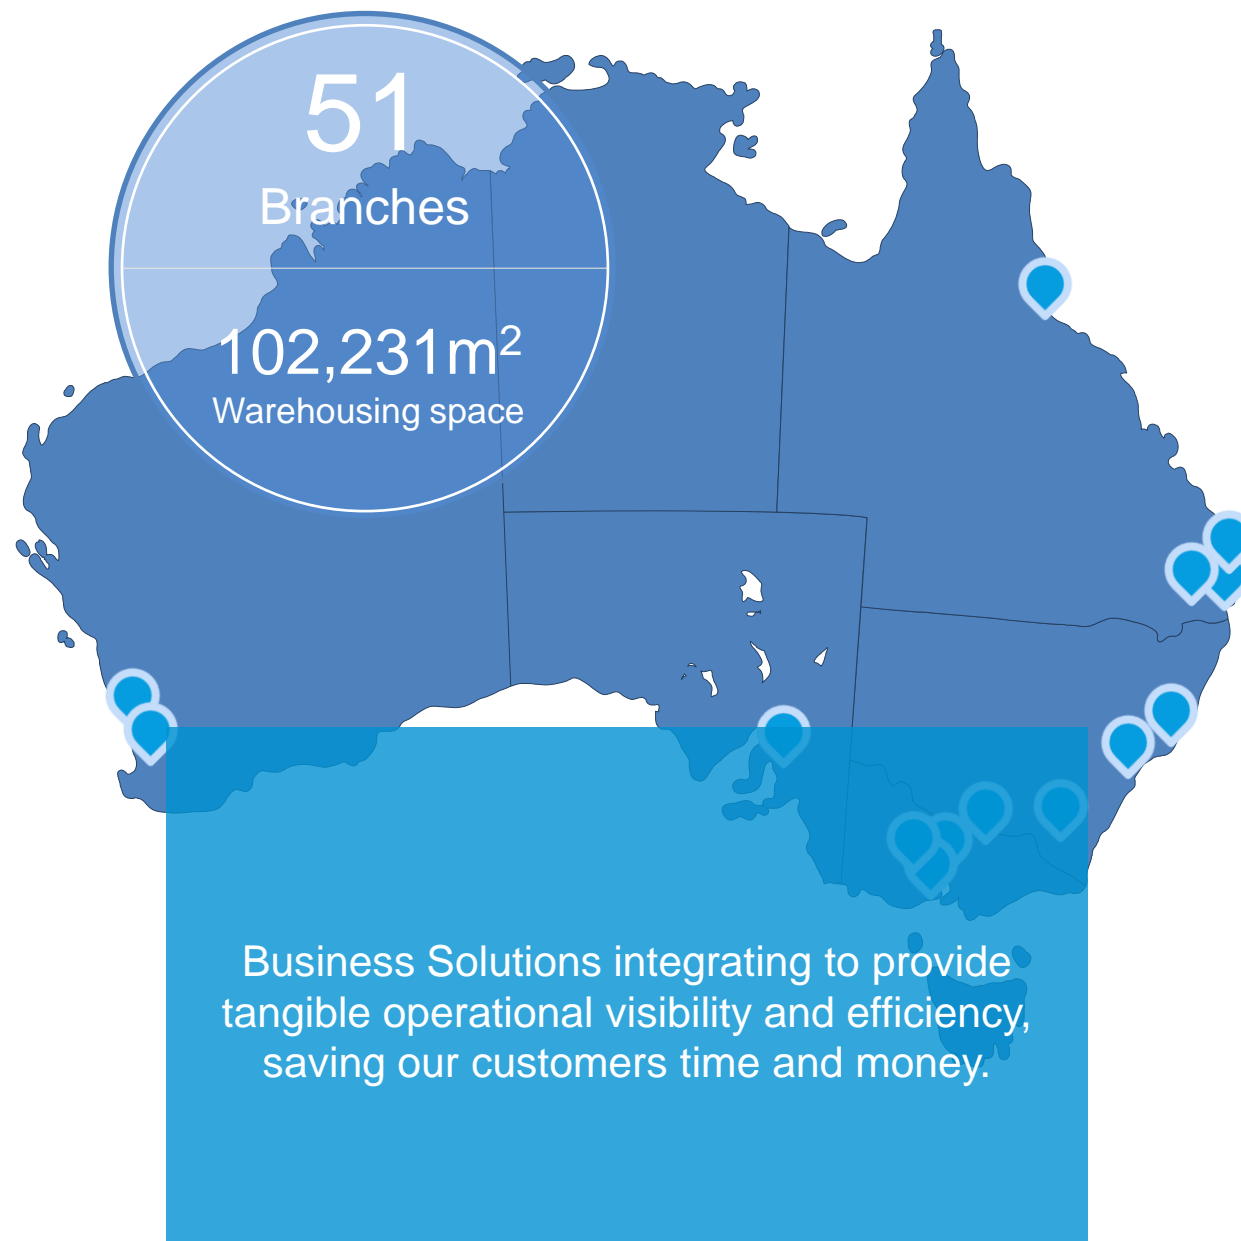 51
Branches
102,231m²
Warehousing space
Business Solutions integrating to provide
tangible operational visibility and efficiency,
saving our customers time and money.